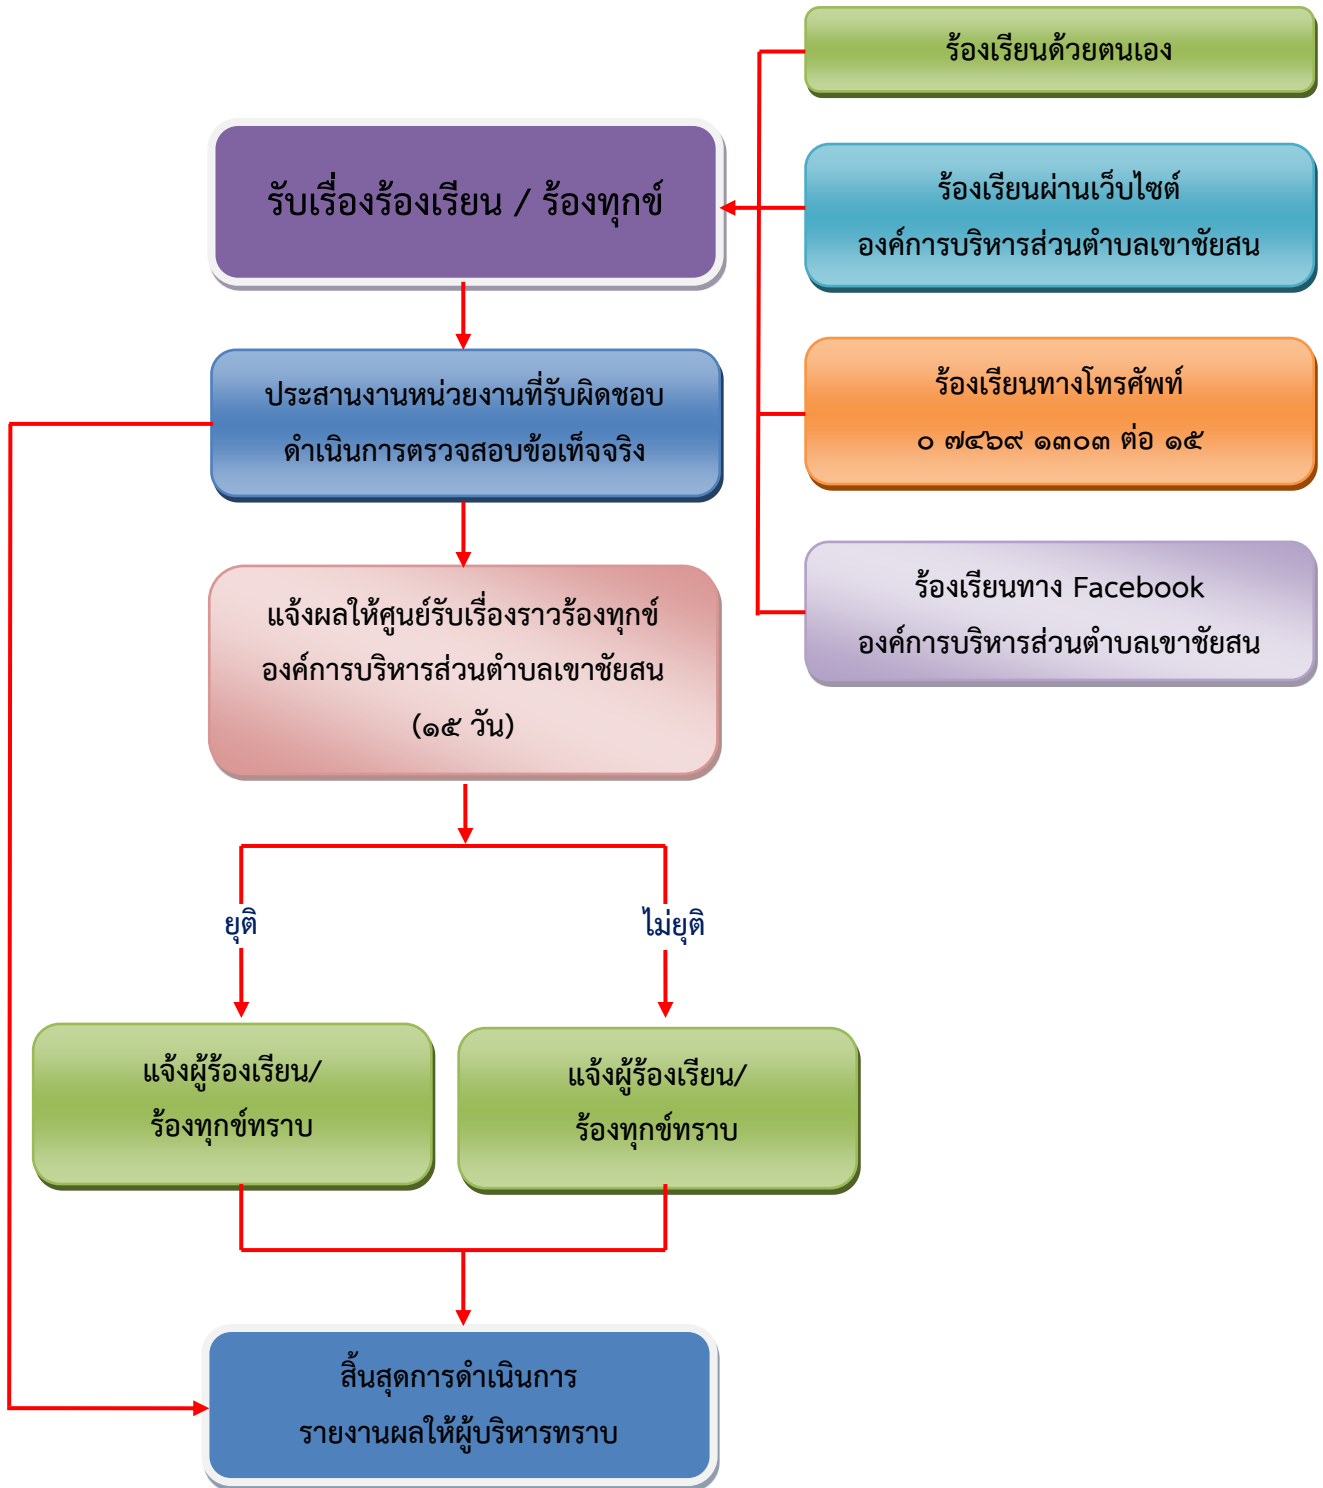 ร้องเรียนด้วยตนเอง
รับเรื่องร้องเรียน / ร้องทุกข์
ร้องเรียนผ่านเว็บไซต์
องค์การบริหารส่วนตำบลเขาชัยสน
ประสานงานหน่วยงานที่รับผิดชอบ
ดำเนินการตรวจสอบข้อเท็จจริง
ร้องเรียนทางโทรศัพท์
๐ ๗๔๖๙ ๑๓๐๓ ต่อ ๑๕
แจ้งผลให้ศูนย์รับเรื่องราวร้องทุกข์
องค์การบริหารส่วนตำบลเขาชัยสน
(๑๕ วัน)
ร้องเรียนทาง Facebook
องค์การบริหารส่วนตำบลเขาชัยสน
ยุติ
ไม่ยุติ
แจ้งผู้ร้องเรียน/
ร้องทุกข์ทราบ
แจ้งผู้ร้องเรียน/
ร้องทุกข์ทราบ
สิ้นสุดการดำเนินการ
รายงานผลให้ผู้บริหารทราบ